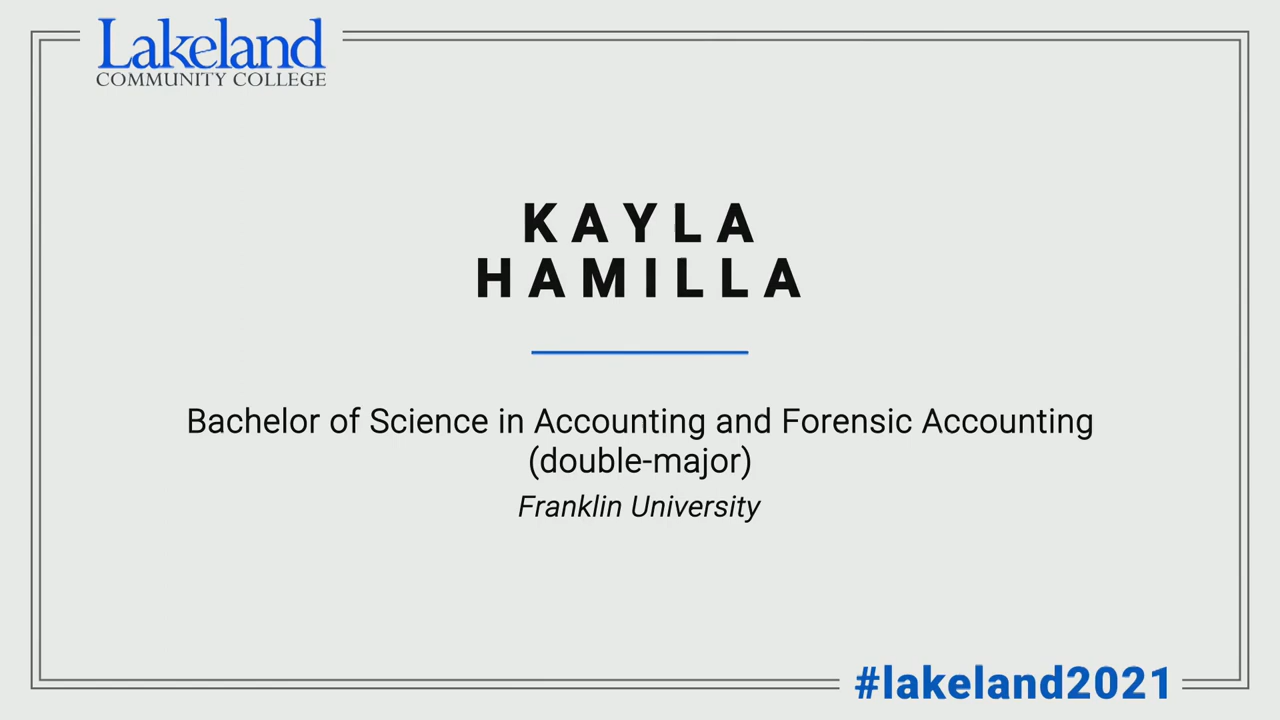 Lakeland
COMMUNITY COLLEGE
KAYLA
HAMILLA
Bachelor of Science in Accounting and Forensic Accounting
(double-major)
Franklin University
#lakeland2021